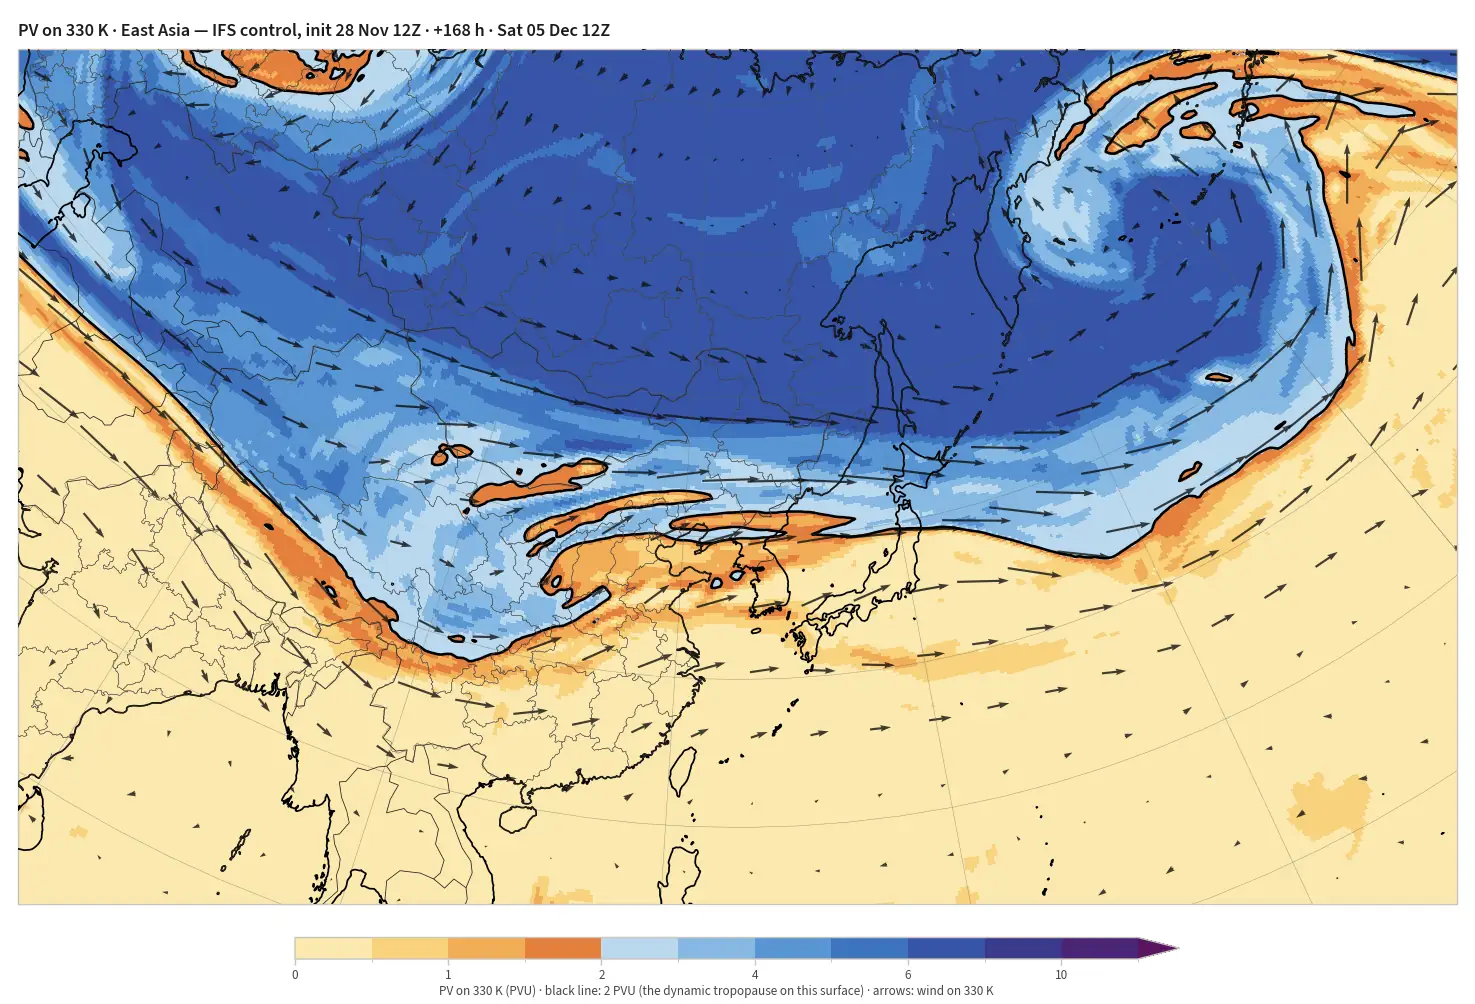 PV on 330 K · East Asia — IFS control, init 28 Nov 12Z · +168 h · Sat 05 Dec 12Z
0 1 2 4 6 10
PV on 330 K (PVU) · black line: 2 PVU (the dynamic tropopause on this surface) · arrows: wind on 330 K